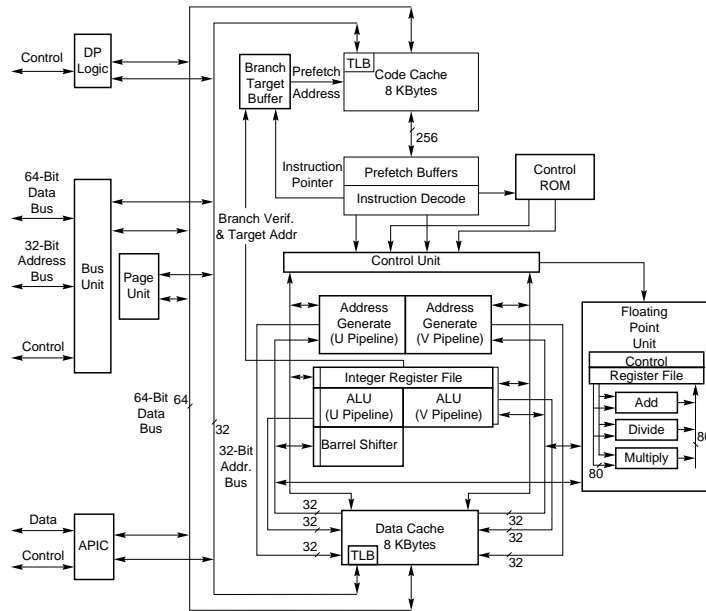 Control
DP
Logic
Branch
Target
Buffer
Prefetch
Address
TLB
Code Cache
8 KBytes
256
Instruction
Pointer
Prefetch Buffers
Instruction Decode
Control
ROM
64-Bit
Data
Bus
32-Bit
Address
Bus
Control
Bus
Unit
Page
Unit
Branch Verif.
& Target Addr
Control Unit
Address
Generate
(U Pipeline)
Address
Generate
(V Pipeline)
Floating
Point
Unit
Control
Register File
Add
Divide
Multiply
80
80
Integer Register File
ALU
(U Pipeline)
ALU
(V Pipeline)
Barrel Shifter
64-Bit
Data
Bus
64
32
32-Bit
Addr.
Bus
32
32
32
32
32
32
Data Cache
8 KBytes
TLB
Data
Control
APIC